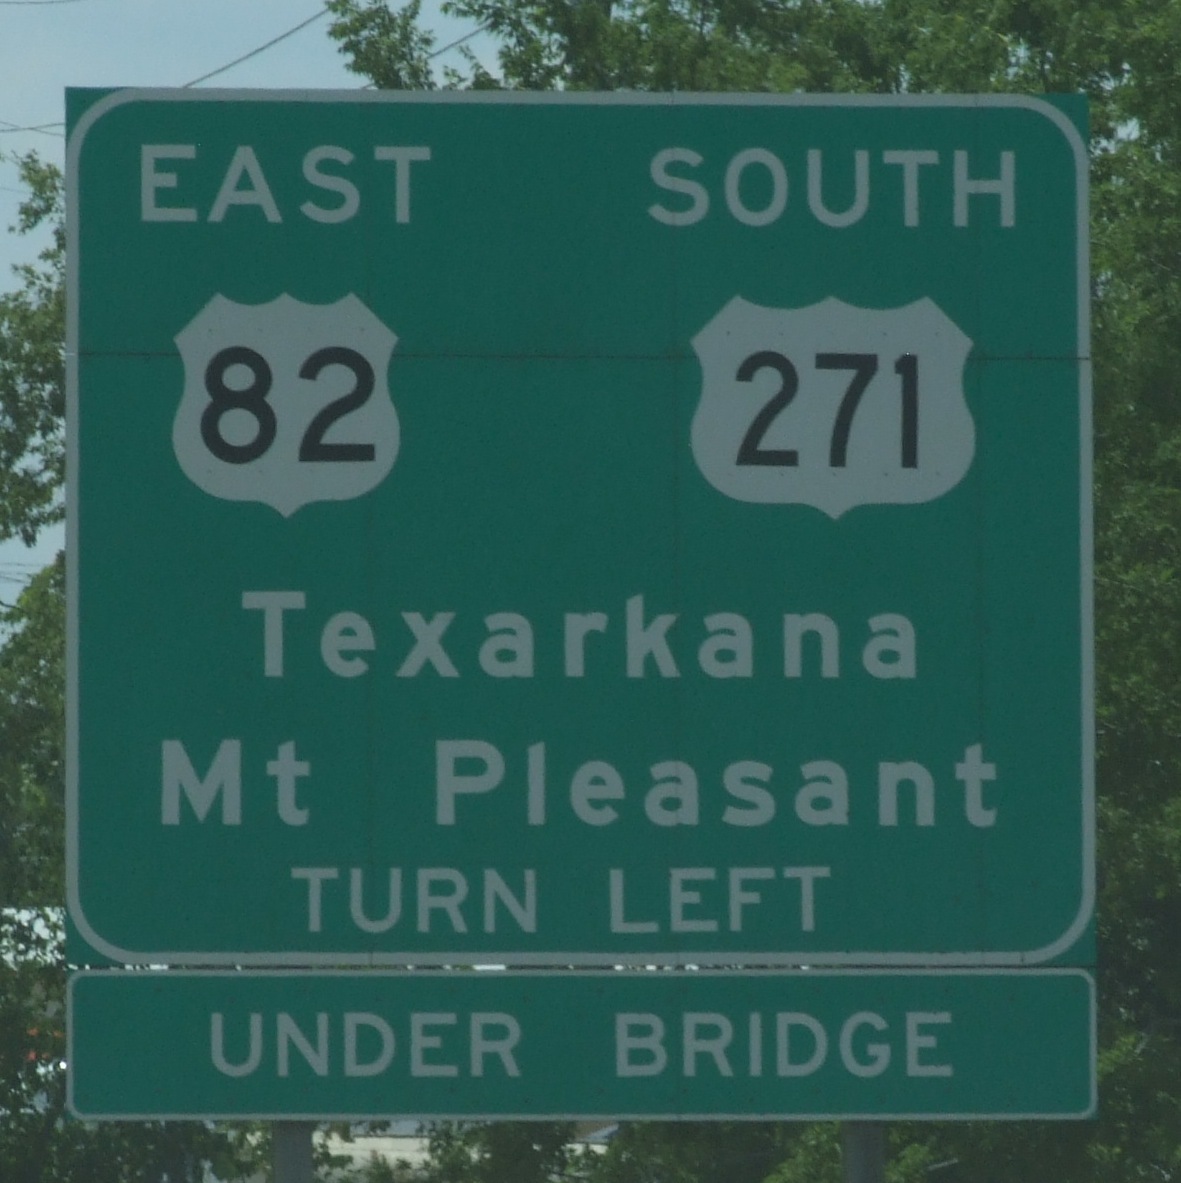 EAST SOUTH
82 271
Texarkana
Mt Pleasant
TURN LEFT
UNDER BRIDGE